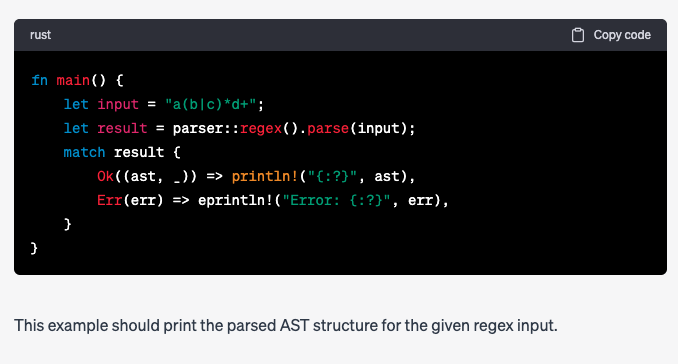 rust
Copy code
fn main() {
    let input = "a(b|c)*d+";
    let result = parser::regex().parse(input);
    match result {
        Ok((ast, _)) => println!("{:?}", ast),
        Err(err) => eprintln!("Error: {:?}", err),
    }
}
This example should print the parsed AST structure for the given regex input.